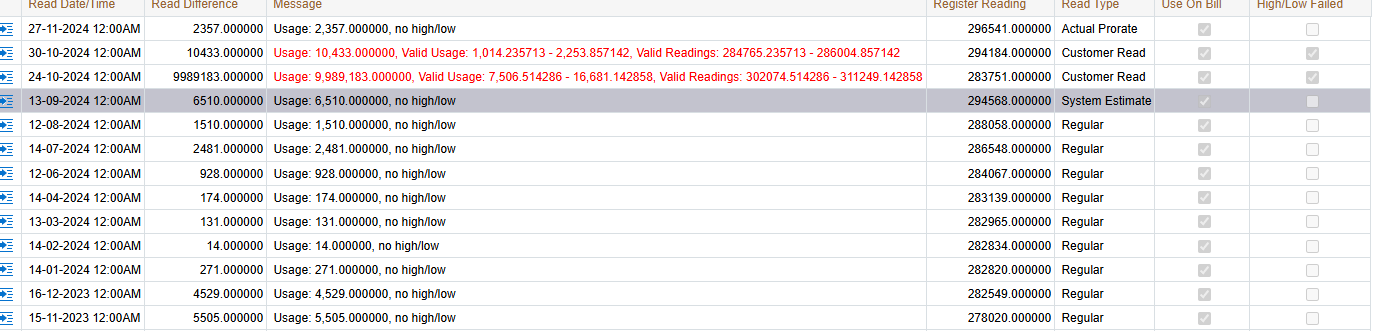 Read Date/Time Read Difference Message Register Reading Read Type Use On Bill High/Low Failed
27-11-2024 12:00AM 2357.000000 Usage: 2,357.000000, no high/low 296541.000000 Actual Prorate
30-10-2024 12:00AM 10433.000000 Usage: 10,433.000000, Valid Usage: 1,014.235713 - 2,253.857142, Valid Readings: 284765.235713 - 286004.857142 294184.000000 Customer Read
24-10-2024 12:00AM 9989183.000000 Usage: 9,989,183.000000, Valid Usage: 7,506.514286 - 16,681.142858, Valid Readings: 302074.514286 - 311249.142858 283751.000000 Customer Read
13-09-2024 12:00AM 6510.000000 Usage: 6,510.000000, no high/low 294568.000000 System Estimate
12-08-2024 12:00AM 1510.000000 Usage: 1,510.000000, no high/low 288058.000000 Regular
14-07-2024 12:00AM 2481.000000 Usage: 2,481.000000, no high/low 286548.000000 Regular
12-06-2024 12:00AM 928.000000 Usage: 928.000000, no high/low 284067.000000 Regular
14-04-2024 12:00AM 174.000000 Usage: 174.000000, no high/low 283139.000000 Regular
13-03-2024 12:00AM 131.000000 Usage: 131.000000, no high/low 282965.000000 Regular
14-02-2024 12:00AM 14.000000 Usage: 14.000000, no high/low 282834.000000 Regular
14-01-2024 12:00AM 271.000000 Usage: 271.000000, no high/low 282820.000000 Regular
16-12-2023 12:00AM 4529.000000 Usage: 4,529.000000, no high/low 282549.000000 Regular
15-11-2023 12:00AM 5505.000000 Usage: 5,505.000000, no high/low 278020.000000 Regular